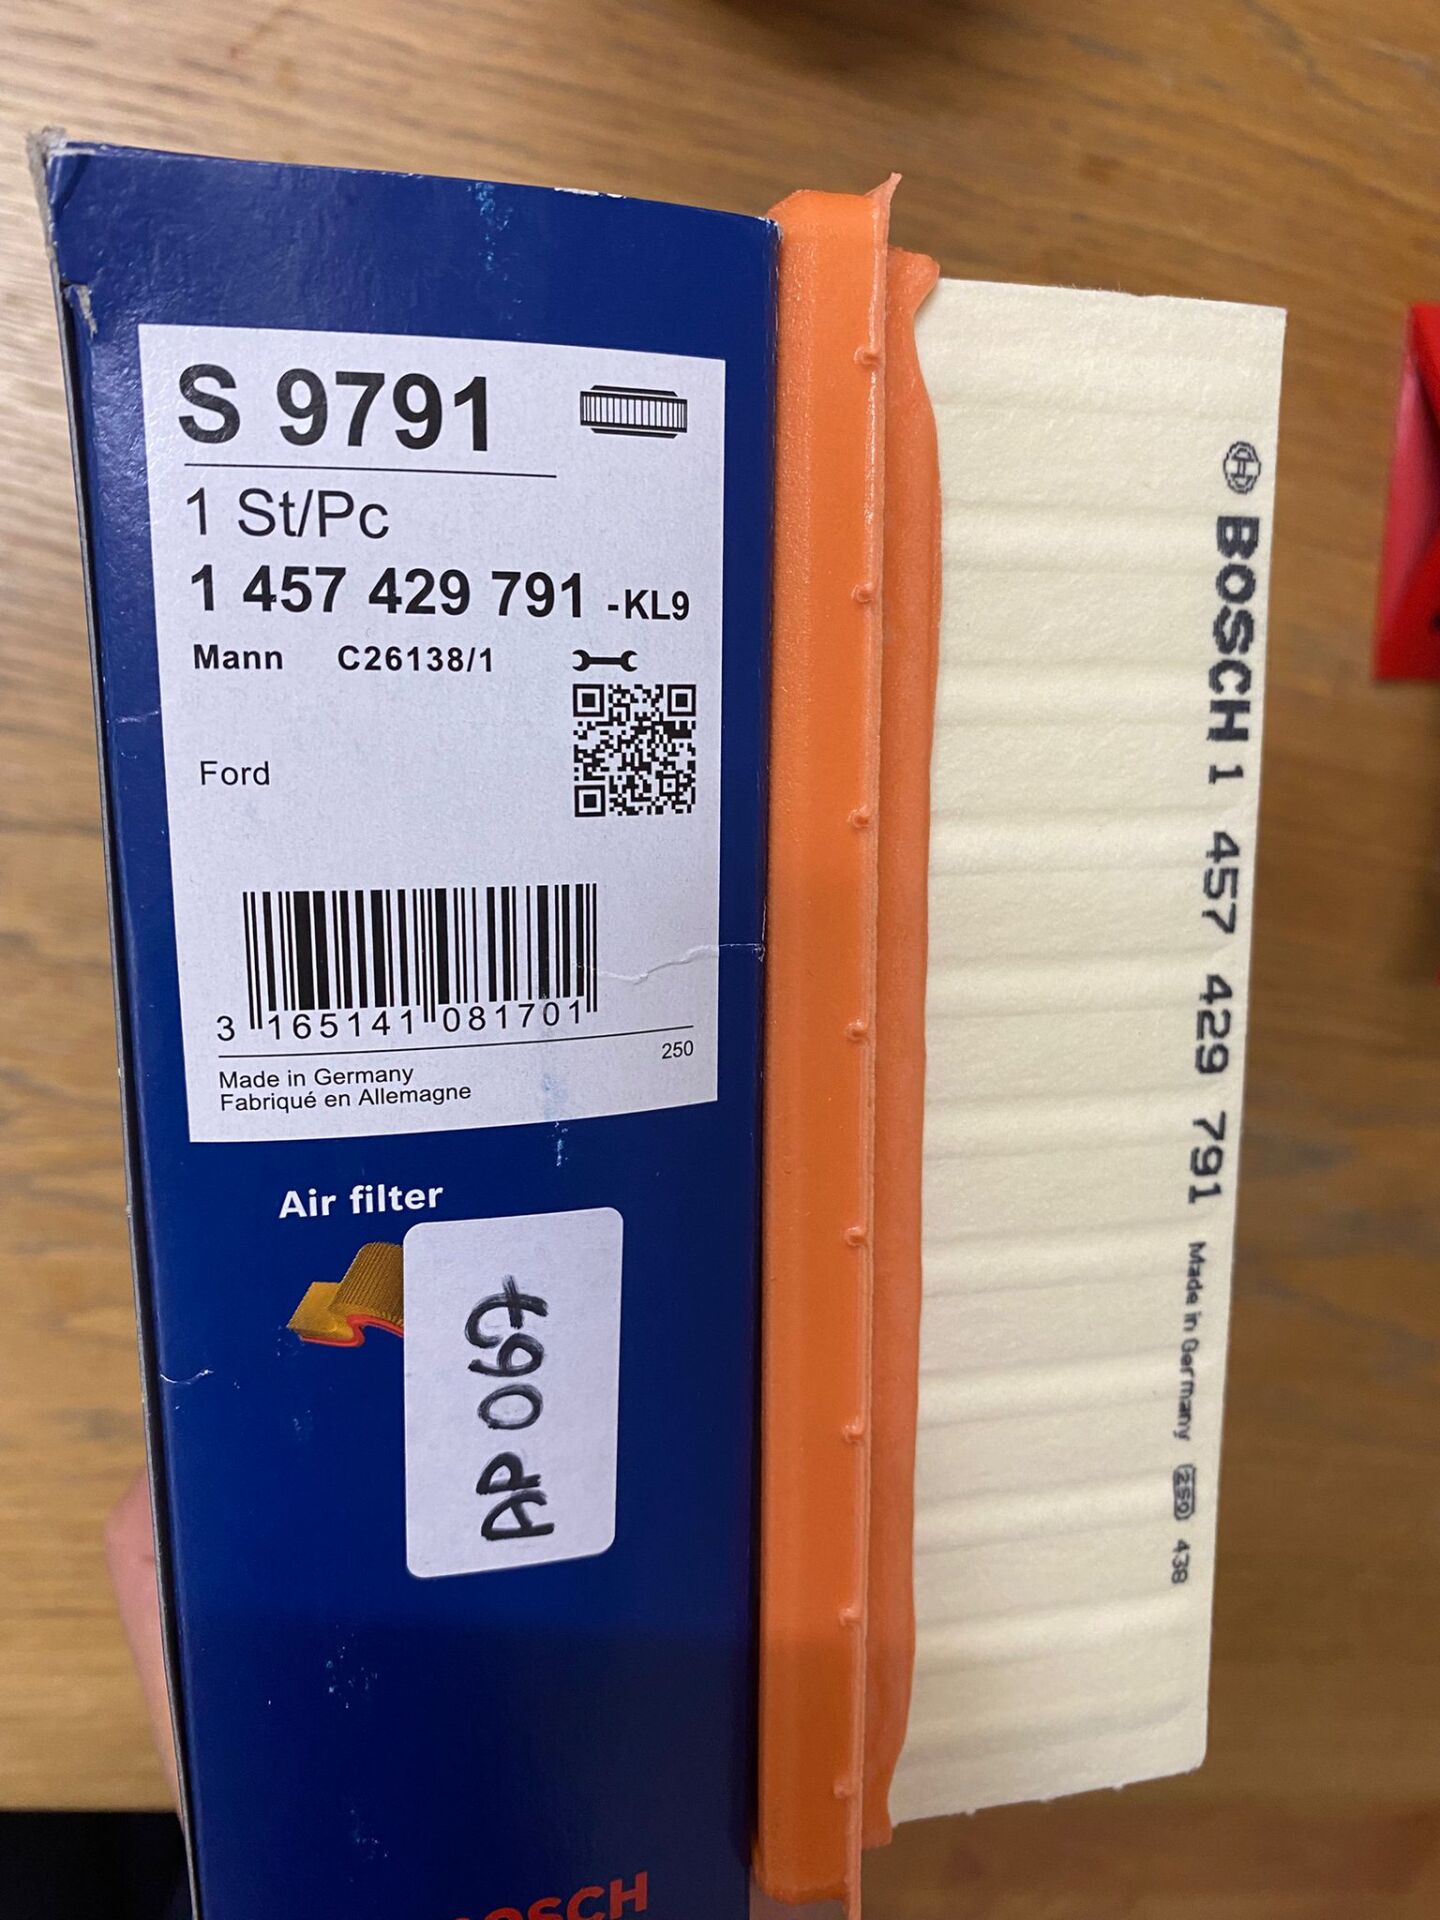 S 9791
1 St/Pc
1 457 429 791 -KL9
Mann C26138/1
Ford
3 165141 081701
250
Made in Germany
Fabriqué en Allemagne
Air filter
AP 067
BOSCH
BOSCH 1 457 429 791 Made in Germany 250 438